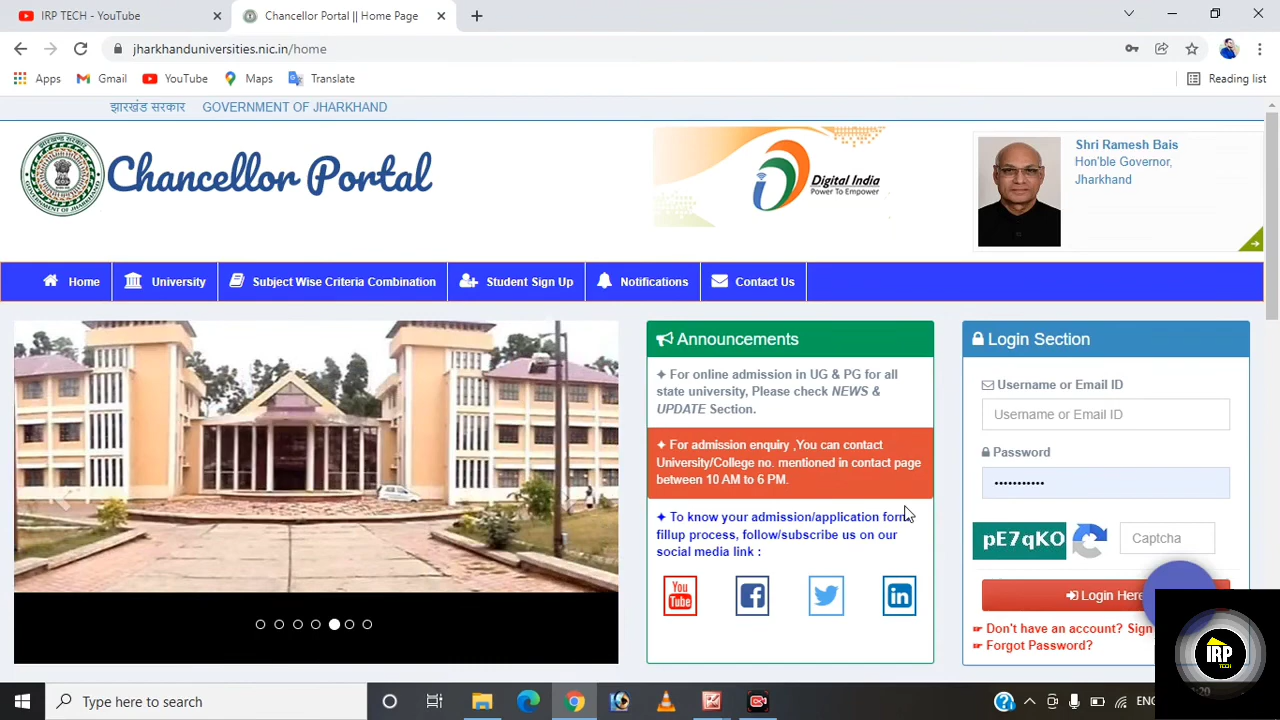 IRP TECH - YouTube
Chancellor Portal || Home Page
jharkhanduniversities.nic.in/home
Apps
Gmail
YouTube
Maps
Translate
Reading list
झारखंड सरकार GOVERNMENT OF JHARKHAND
Chancellor Portal
Digital India
Power To Empower
Shri Ramesh Bais
Hon'ble Governor,
Jharkhand
Home
University
Subject Wise Criteria Combination
Student Sign Up
Notifications
Contact Us
Announcements
✦ For online admission in UG & PG for all
state university, Please check NEWS &
UPDATE Section.
✦ For admission enquiry ,You can contact
University/College no. mentioned in contact page
between 10 AM to 6 PM.
✦ To know your admission/application form
fillup process, follow/subscribe us on our
social media link :
You
Tube
Login Section
Username or Email ID
Username or Email ID
Password
•••••••••••
pE7qKO
Captcha
Login Here
Don't have an account? Sign
Forgot Password?
IRP
TECH
Type here to search
ENG